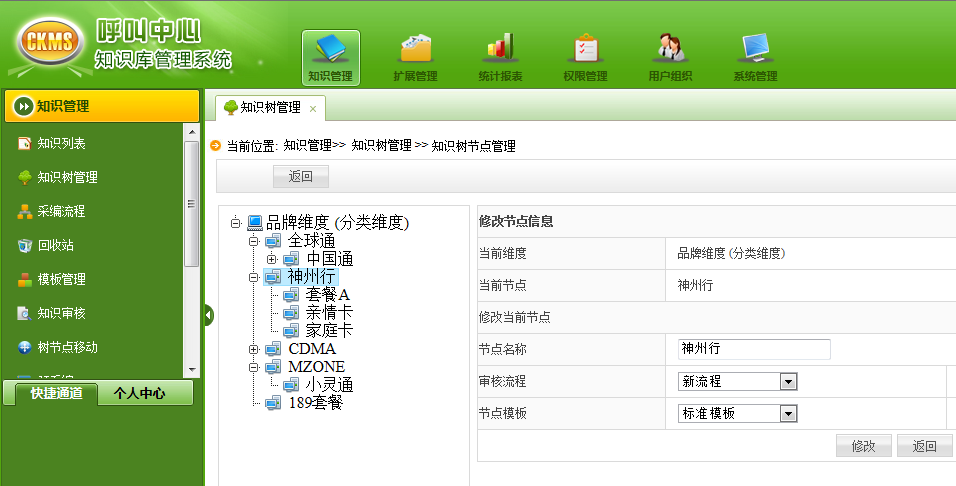 CKMS
呼叫中心
知识库管理系统
知识管理 扩展管理 统计报表 权限管理 用户组织 系统管理
知识管理
知识列表
知识树管理
采编流程
回收站
模板管理
知识审核
树节点移动
快捷通道 个人中心
知识树管理 ×
当前位置: 知识管理>> 知识树管理 >> 知识树节点管理
返回
品牌维度 (分类维度)
全球通
中国通
神州行
套餐A
亲情卡
家庭卡
CDMA
MZONE
小灵通
189套餐
修改节点信息
当前维度 品牌维度 (分类维度)
当前节点 神州行
修改当前节点
节点名称 神州行
审核流程 新流程
节点模板 标准模板
修改 返回